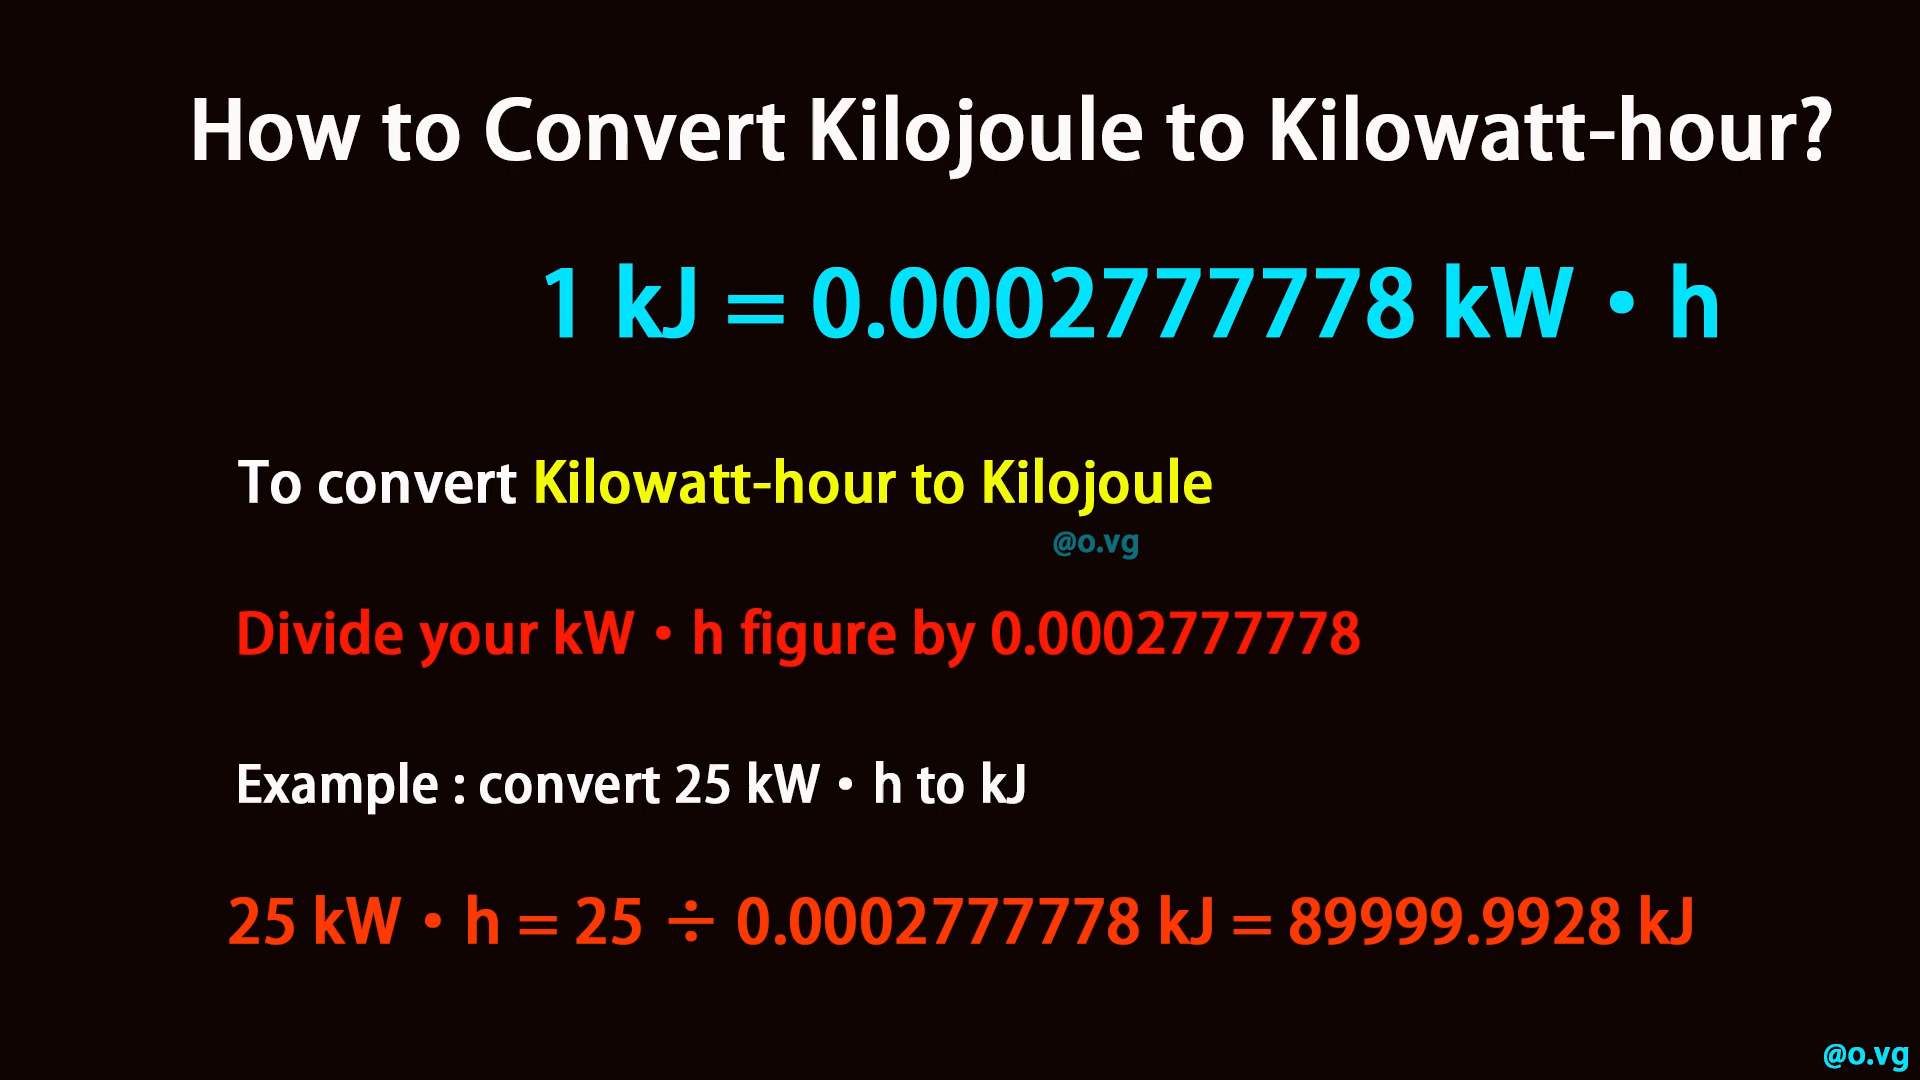 How to Convert Kilojoule to Kilowatt-hour?
1 kJ = 0.0002777778 kW・h
To convert Kilowatt-hour to Kilojoule
@o.vg
Divide your kW・h figure by 0.0002777778
Example : convert 25 kW・h to kJ
25 kW・h = 25 ÷ 0.0002777778 kJ = 89999.9928 kJ
@o.vg